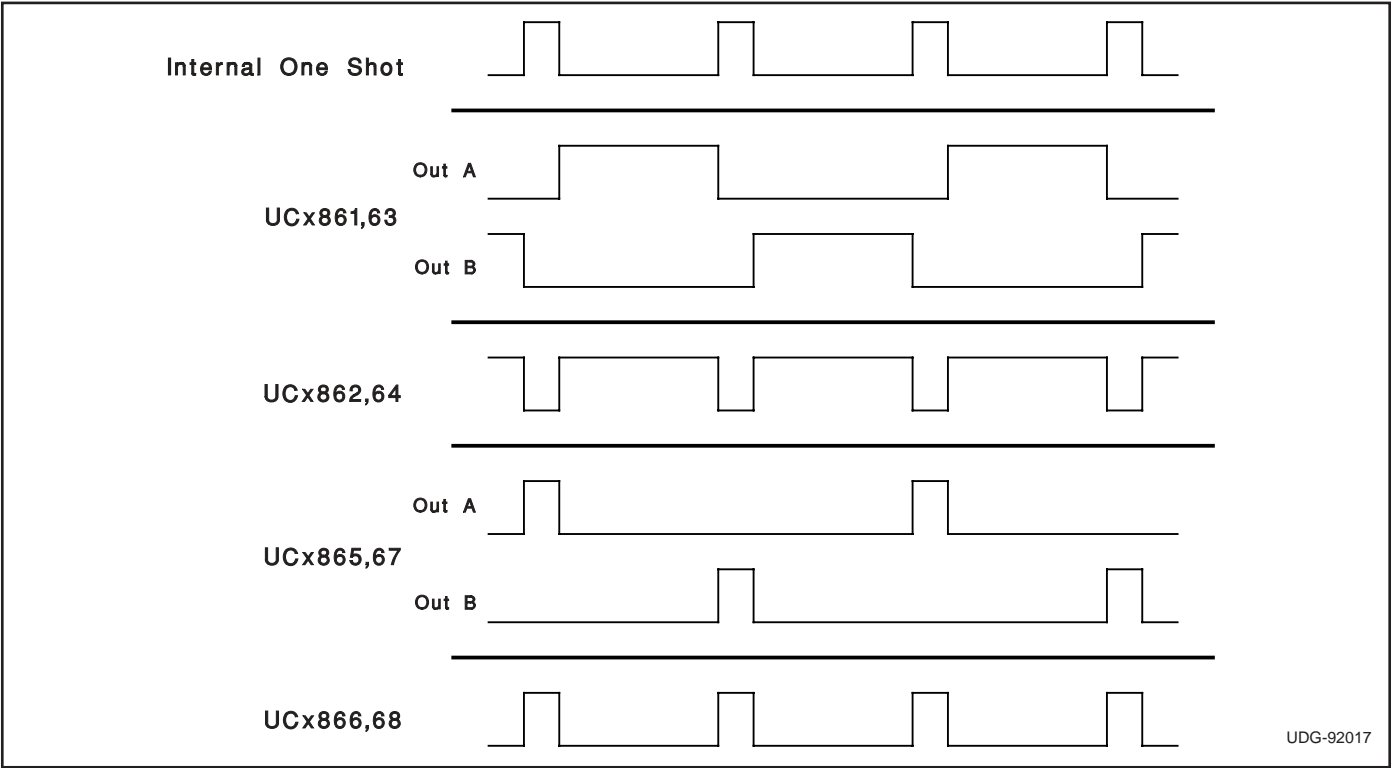 Internal One Shot
Out A
UCx861,63
Out B
UCx862,64
Out A
UCx865,67
Out B
UCx866,68
UDG-92017